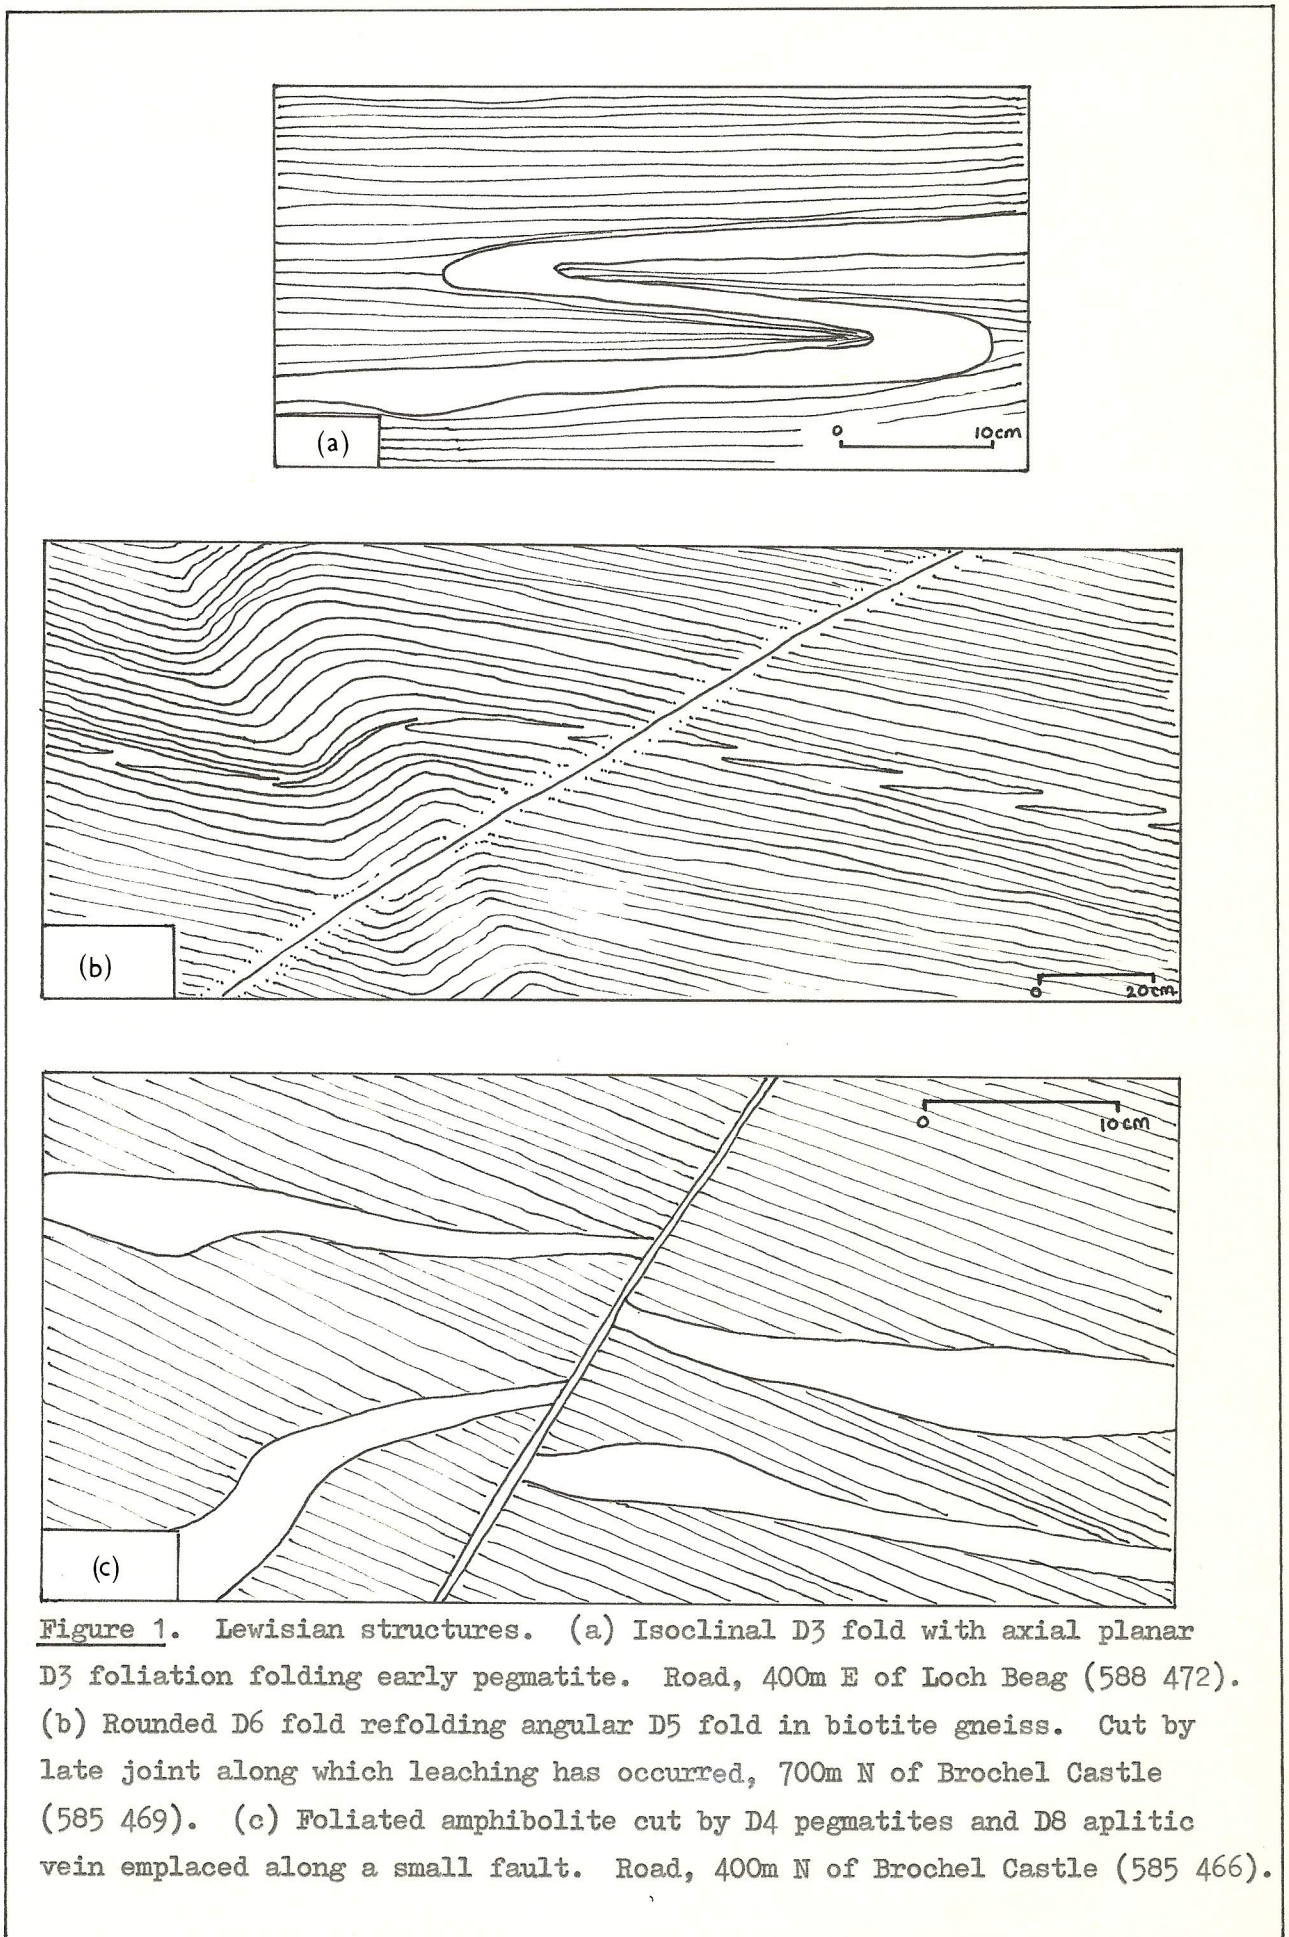 (a)
0 10cm
(b)
0 20cm
0 10cm
(c)
Figure 1. Lewisian structures. (a) Isoclinal D3 fold with axial planar
D3 foliation folding early pegmatite. Road, 400m E of Loch Beag (588 472).
(b) Rounded D6 fold refolding angular D5 fold in biotite gneiss. Cut by
late joint along which leaching has occurred, 700m N of Brochel Castle
(585 469). (c) Foliated amphibolite cut by D4 pegmatites and D8 aplitic
vein emplaced along a small fault. Road, 400m N of Brochel Castle (585 466).